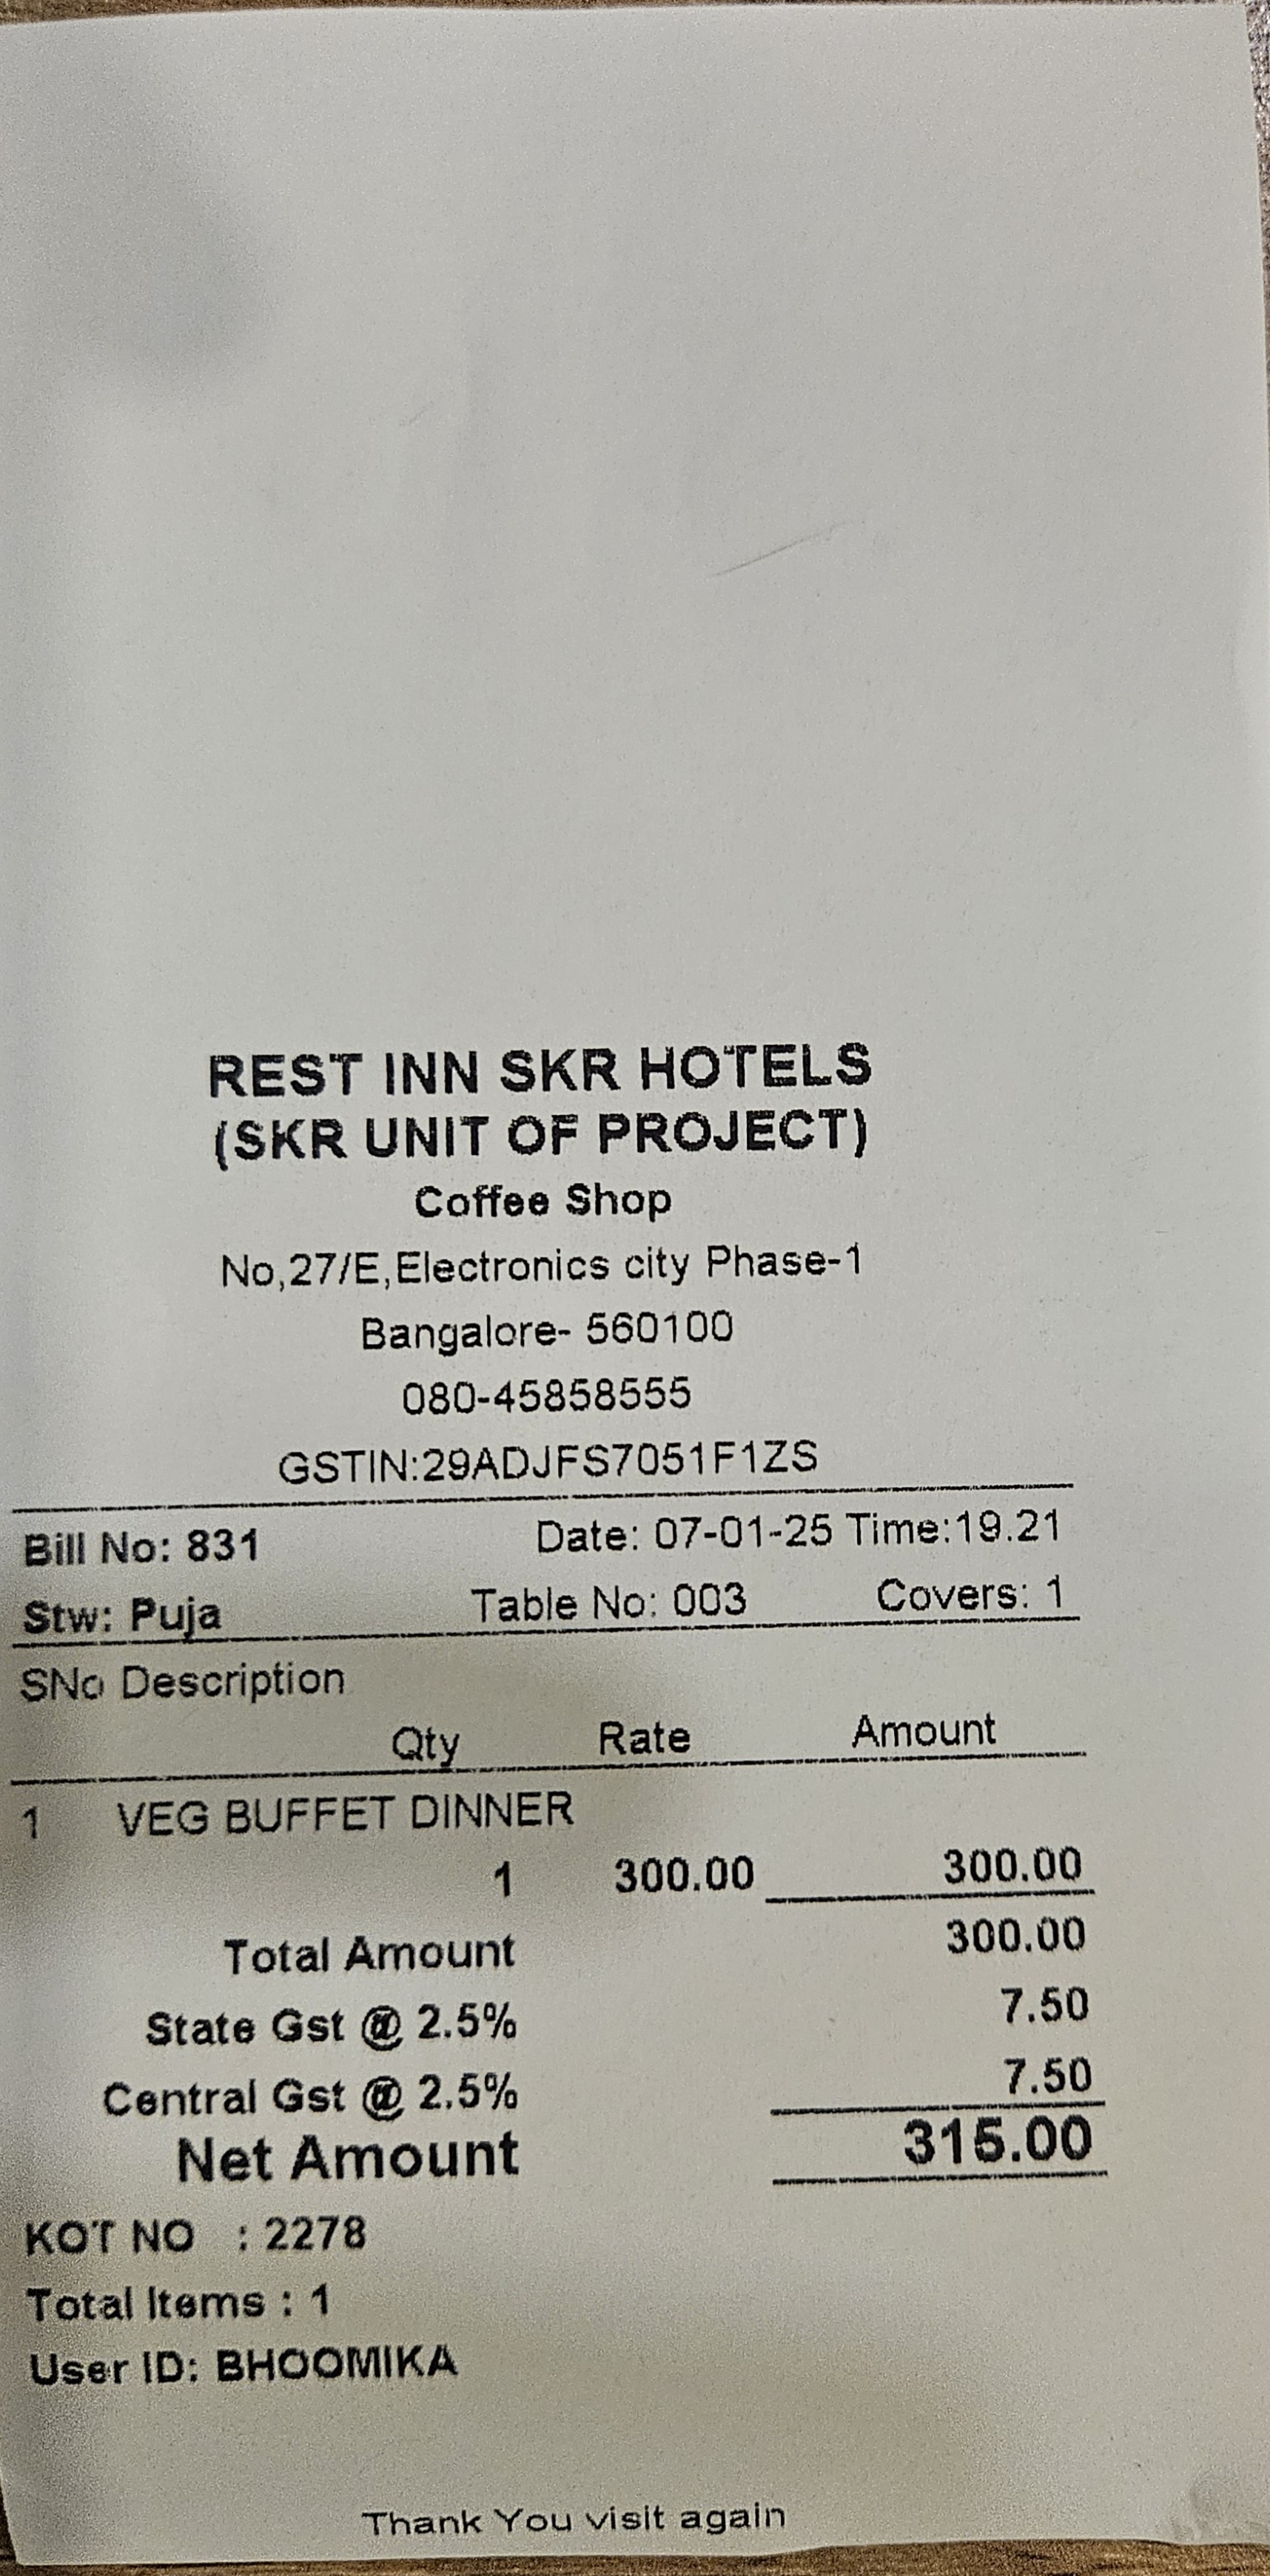 REST INN SKR HOTELS
(SKR UNIT OF PROJECT)
Coffee Shop
No,27/E,Electronics city Phase-1
Bangalore- 560100
080-45858555
GSTIN:29ADJFS7051F1ZS
Bill No: 831 Date: 07-01-25 Time:19.21
Stw: Puja Table No: 003 Covers: 1
SNo Description
Qty Rate Amount
1 VEG BUFFET DINNER
1 300.00 300.00
Total Amount 300.00
State Gst @ 2.5% 7.50
Central Gst @ 2.5% 7.50
Net Amount 315.00
KOT NO : 2278
Total Items : 1
User ID: BHOOMIKA
Thank You visit again